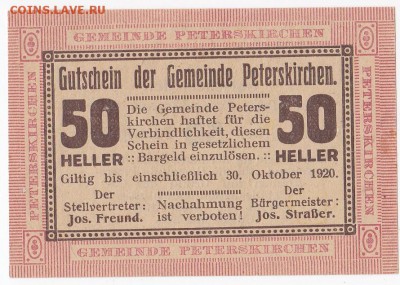 COINS.LAVE.RU
GEMEINDE PETERSKIRCHEN
Gutschein der Gemeinde Peterskirchen.
50
HELLER
Die Gemeinde Peters-
kirchen haftet für die
Verbindlichkeit, diesen
Schein in gesetzlichem
:: Bargeld einzulösen. ::
50
HELLER
Giltig bis einschließlich 30. Oktober 1920.
Der
Stellvertreter:
Jos. Freund.
Nachahmung
ist verboten!
Der
Bürgermeister:
Jos. Straßer.
PETERSKIRCHEN
PETERSKIRCHEN
GEMEINDE PETERSKIRCHEN